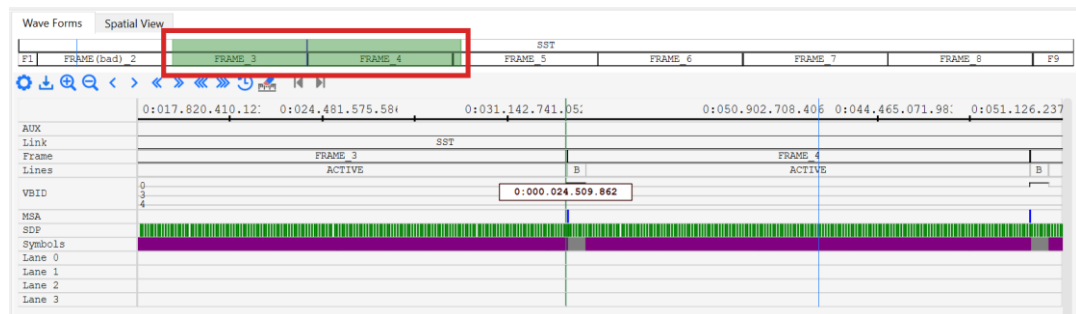 Wave Forms Spatial View
SST
F1 FRAME(bad)_2 FRAME_3 FRAME_4 FRAME_5 FRAME_6 FRAME_7 FRAME_8 F9
0:017.820.410.12 0:024.481.575.58 0:031.142.741.05 0:050.902.708.406 0:044.465.071.98 0:051.126.237
AUX
Link SST
Frame FRAME_3 FRAME_4
Lines ACTIVE B ACTIVE B
VBID 0 3 4 0:000.024.509.862
MSA
SDP
Symbols
Lane 0
Lane 1
Lane 2
Lane 3